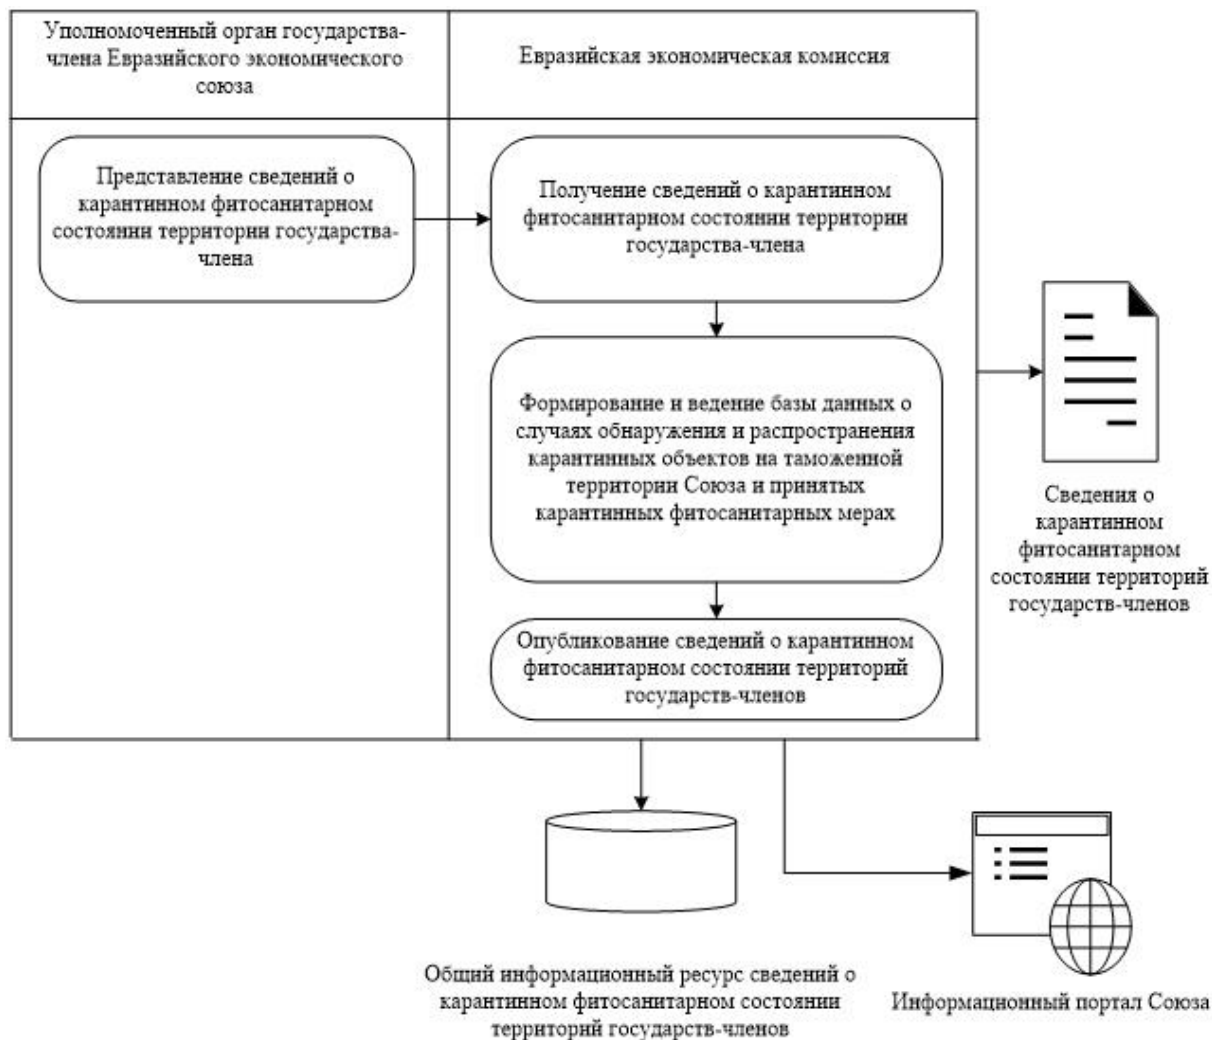 Уполномоченный орган государства-
члена Евразийского экономического
союза
Евразийская экономическая комиссия
Представление сведений о
карантинном фитосанитарном
состоянии территории государства-
члена
Получение сведений о карантинном
фитосанитарном состоянии территории
государства-члена
Формирование и ведение базы данных о
случаях обнаружения и распространения
карантинных объектов на таможенной
территории Союза и принятых
карантинных фитосанитарных мерах
Опубликование сведений о карантинном
фитосанитарном состоянии территорий
государств-членов
Сведения о
карантинном
фитосанитарном
состоянии территорий
государств-членов
Общий информационный ресурс сведений о
карантинном фитосанитарном состоянии
территорий государств-членов
Информационный портал Союза